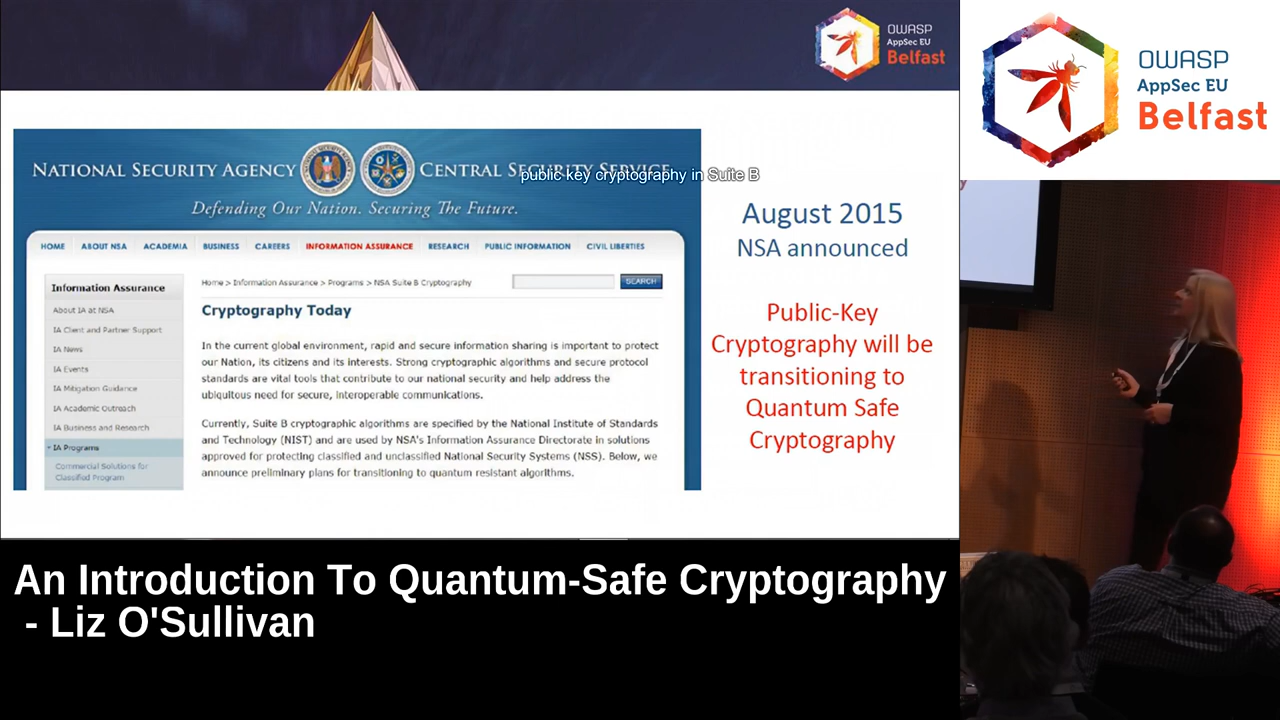 OWASP
AppSec EU
Belfast
OWASP
AppSec EU
Belfast
NATIONAL SECURITY AGENCY
CENTRAL SECURITY SERVICE
public key cryptography in Suite B
Defending Our Nation. Securing The Future.
HOME ABOUT NSA ACADEMIA BUSINESS CAREERS INFORMATION ASSURANCE RESEARCH PUBLIC INFORMATION CIVIL LIBERTIES
Information Assurance
About IA at NSA
IA Client and Partner Support
IA News
IA Events
IA Mitigation Guidance
IA Academic Outreach
IA Business and Research
IA Programs
Commercial Solutions for
Classified Program
Home > Information Assurance > Programs > NSA Suite B Cryptography
SEARCH
Cryptography Today
In the current global environment, rapid and secure information sharing is important to protect
our Nation, its citizens and its interests. Strong cryptographic algorithms and secure protocol
standards are vital tools that contribute to our national security and help address the
ubiquitous need for secure, interoperable communications.
Currently, Suite B cryptographic algorithms are specified by the National Institute of Standards
and Technology (NIST) and are used by NSA's Information Assurance Directorate in solutions
approved for protecting classified and unclassified National Security Systems (NSS). Below, we
announce preliminary plans for transitioning to quantum resistant algorithms.
August 2015
NSA announced
Public-Key
Cryptography will be
transitioning to
Quantum Safe
Cryptography
An Introduction To Quantum-Safe Cryptography
- Liz O'Sullivan